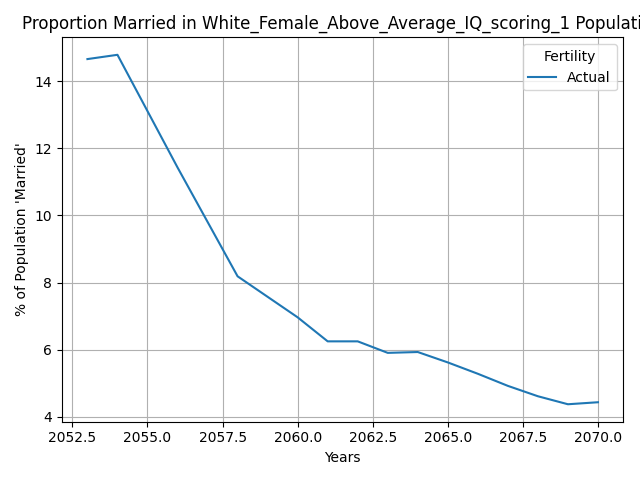 Proportion Married in White_Female_Above_Average_IQ_scoring_1 Populati
Fertility
Actual
% of Population 'Married'
14
12
10
8
6
4
2052.5 2055.0 2057.5 2060.0 2062.5 2065.0 2067.5 2070.0
Years